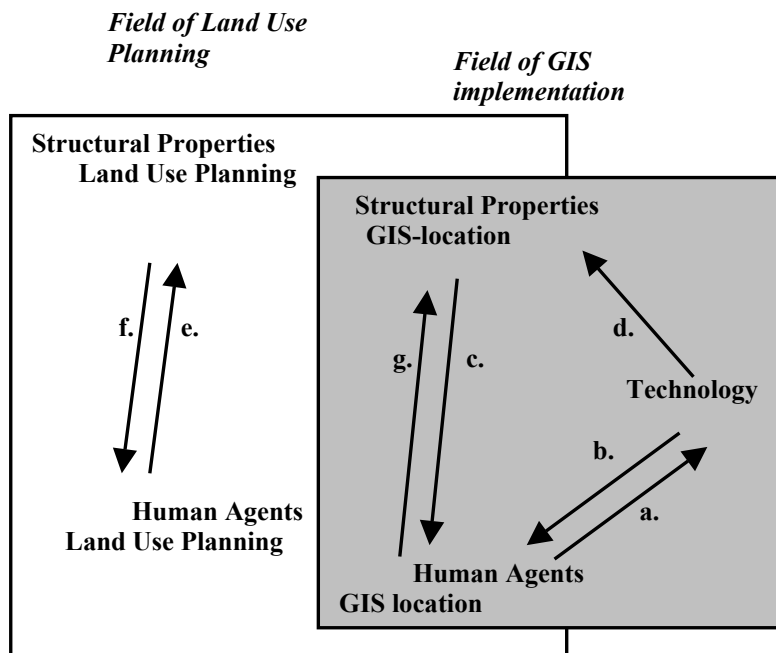 Field of Land Use
Planning
Field of GIS
implementation
Structural Properties
Land Use Planning
Structural Properties
GIS-location
f.
e.
g.
c.
d.
Technology
b.
a.
Human Agents
Land Use Planning
Human Agents
GIS location